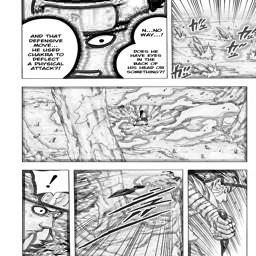 N...NO
WAY...!
DOES HE
HAVE EYES
IN THE
BACK OF
HIS HEAD OR
SOMETHING?!
AND THAT
DEFENSIVE
MOVE...
HE USED
CHAKRA TO
DEFLECT
A PHYSICAL
ATTACK?!
!